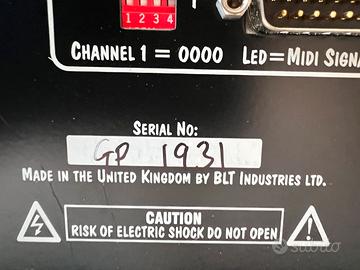 1 2 3 4
CHANNEL 1 = 0000 LED=MIDI SIGNA
SERIAL NO:
GP 1931
MADE IN THE UNITED KINGDOM BY BLT INDUSTRIES LTD.
CAUTION
RISK OF ELECTRIC SHOCK DO NOT OPEN
subito